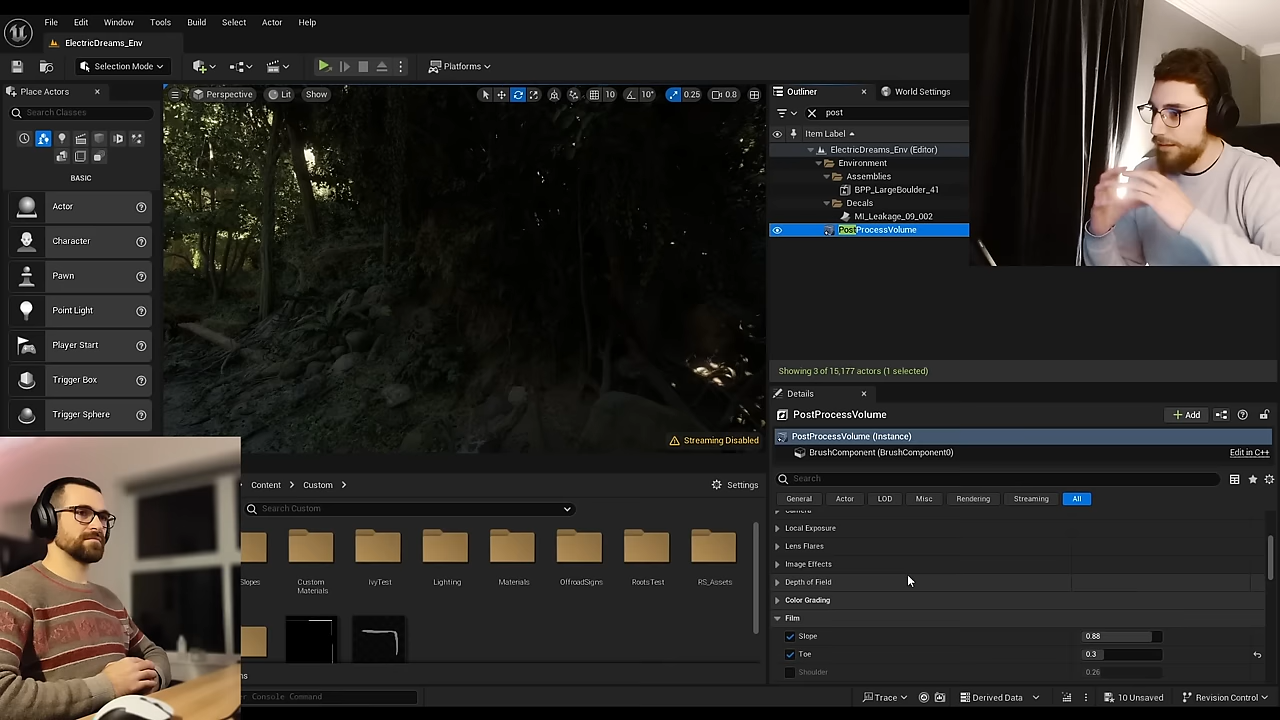 File Edit Window Tools Build Select Actor Help
ElectricDreams_Env
Selection Mode
Platforms
Place Actors
Search Classes
BASIC
Actor
Character
Pawn
Point Light
Player Start
Trigger Box
Trigger Sphere
Perspective
Lit
Show
10
10°
0.25
0.8
Streaming Disabled
Outliner
World Settings
post
Item Label
ElectricDreams_Env (Editor)
Environment
Assemblies
BPP_LargeBoulder_41
Decals
MI_Leakage_09_002
PostProcessVolume
Showing 3 of 15,177 actors (1 selected)
Details
PostProcessVolume
Add
PostProcessVolume (Instance)
BrushComponent (BrushComponent0)
Edit in C++
Search
General
Actor
LOD
Misc
Rendering
Streaming
All
Local Exposure
Lens Flares
Image Effects
Depth of Field
Color Grading
Film
Slope
0.88
Toe
0.3
Shoulder
0.26
Content
Custom
Settings
Search Custom
Custom
Materials
IvyTest
Lighting
Materials
OffroadSigns
RootsTest
RS_Assets
Console Command
Trace
Derived Data
10 Unsaved
Revision Control